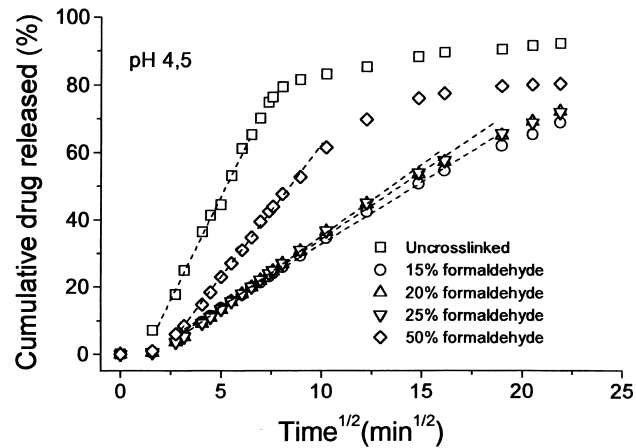 100
80
60
40
20
0
Cumulative drug released (%)
pH 4,5
Uncrosslinked
15% formaldehyde
20% formaldehyde
25% formaldehyde
50% formaldehyde
0 5 10 15 20 25
Time1/2(min1/2)